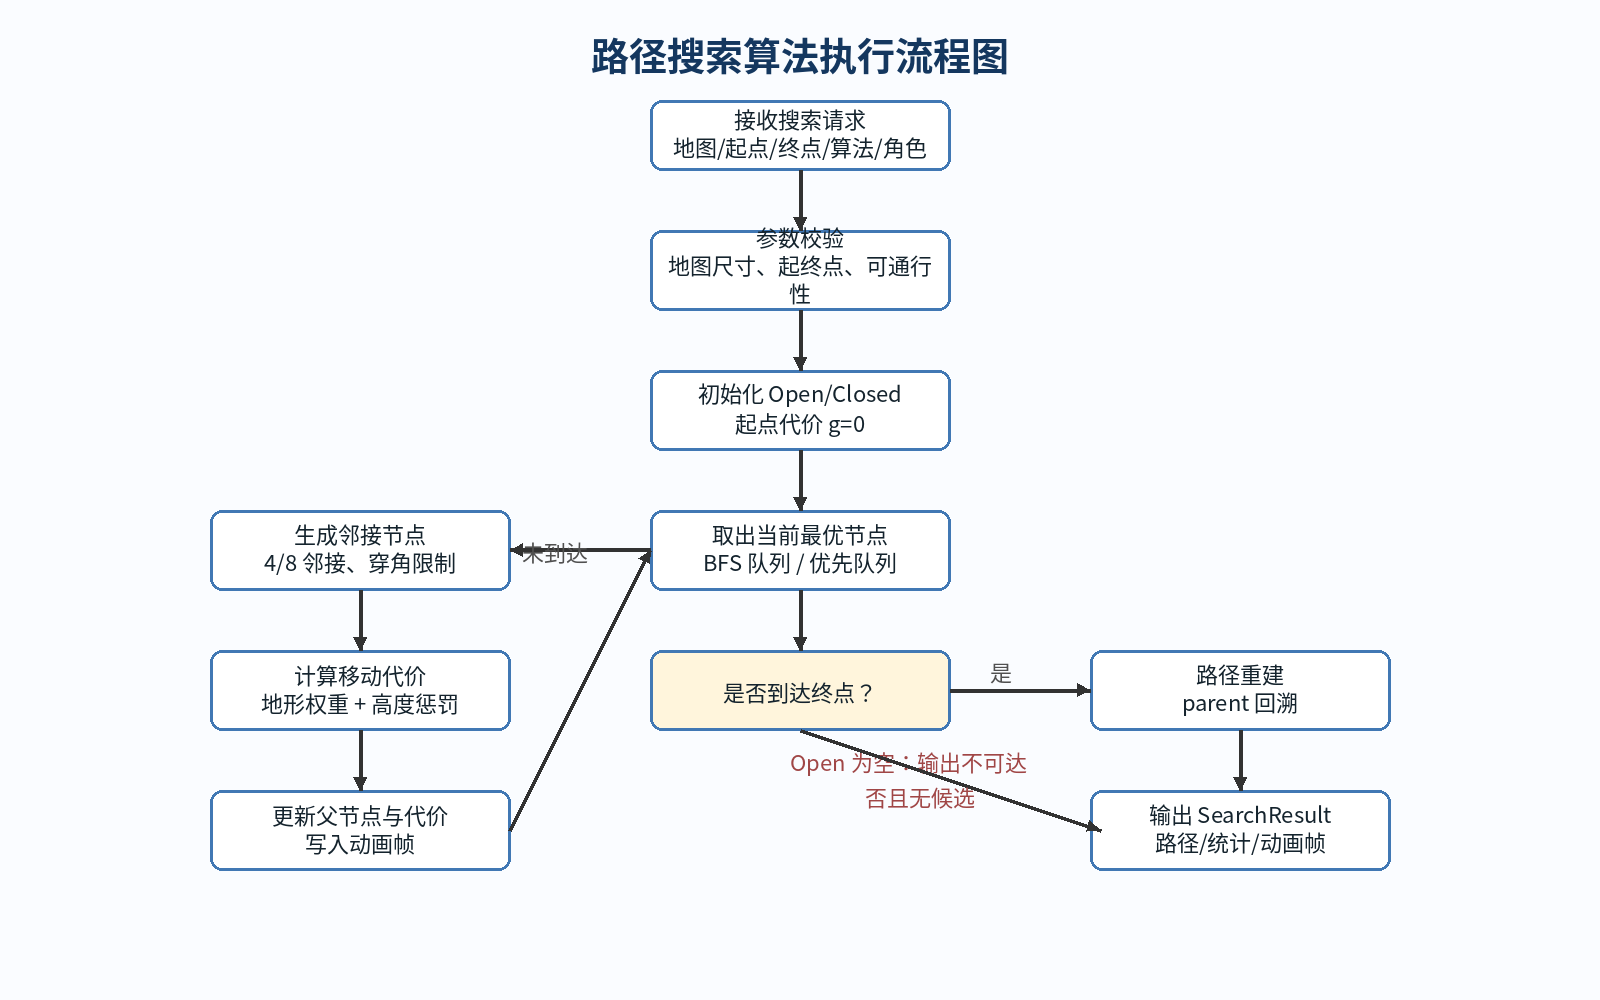 路径搜索算法执行流程图
接收搜索请求
地图/起点/终点/算法/角色
参数校验
地图尺寸、起终点、可通行
性
初始化 Open/Closed
起点代价 g=0
生成邻接节点
4/8 邻接、穿角限制
未到达
取出当前最优节点
BFS 队列 / 优先队列
计算移动代价
地形权重 + 高度惩罚
是否到达终点？
是
路径重建
parent 回溯
Open 为空：输出不可达
否且无候选
更新父节点与代价
写入动画帧
输出 SearchResult
路径/统计/动画帧